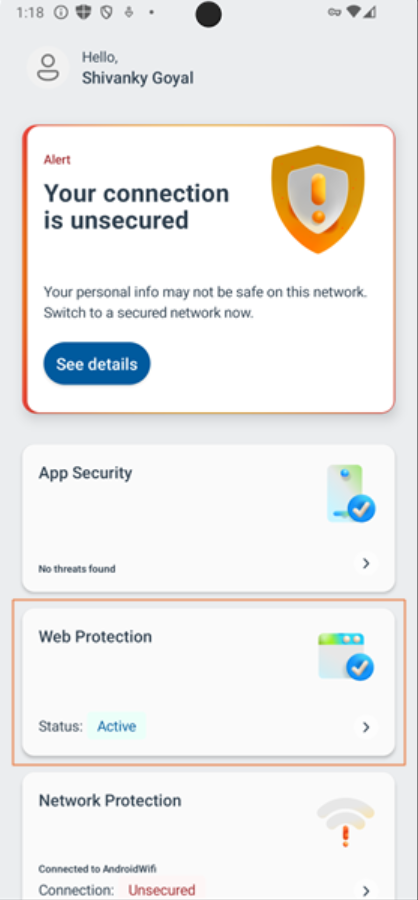 1:18
Hello,
Shivanky Goyal
Alert
Your connection
is unsecured
Your personal info may not be safe on this network.
Switch to a secured network now.
See details
App Security
No threats found
Web Protection
Status: Active
Network Protection
Connected to AndroidWifi
Connection: Unsecured